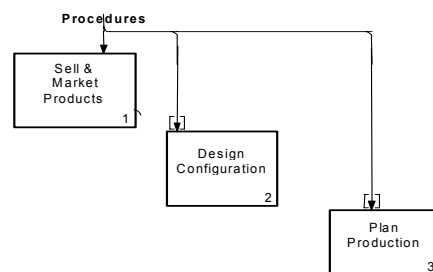 Procedures
Sell &
Market
Products
1
Design
Configuration
2
Plan
Production
3